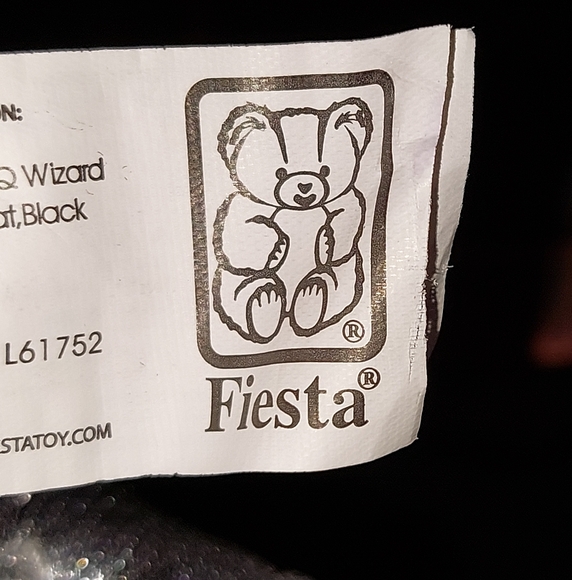 ON:
Q Wizard
at,Black
L61752
STATOY.COM
®
Fiesta®